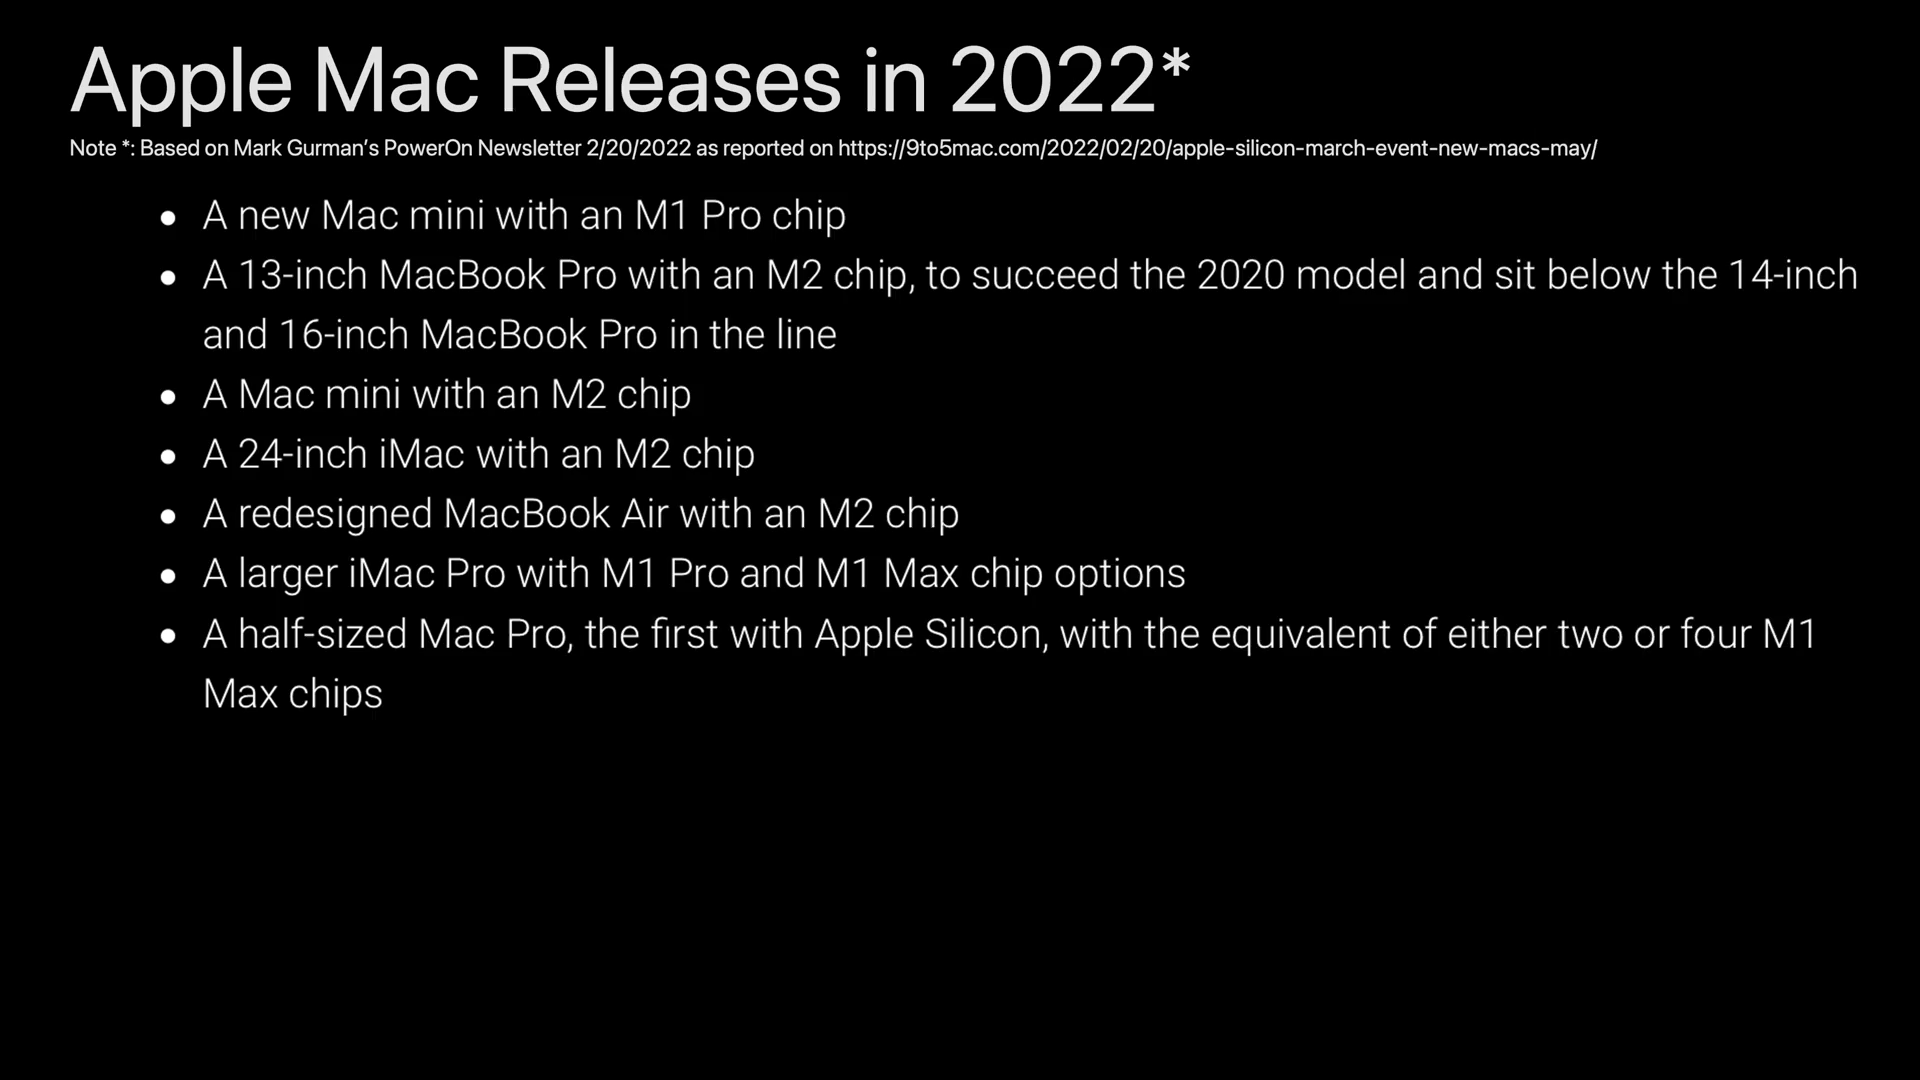 Apple Mac Releases in 2022*
Note *: Based on Mark Gurman’s PowerOn Newsletter 2/20/2022 as reported on https://9to5mac.com/2022/02/20/apple-silicon-march-event-new-macs-may/
• A new Mac mini with an M1 Pro chip
• A 13-inch MacBook Pro with an M2 chip, to succeed the 2020 model and sit below the 14-inch
and 16-inch MacBook Pro in the line
• A Mac mini with an M2 chip
• A 24-inch iMac with an M2 chip
• A redesigned MacBook Air with an M2 chip
• A larger iMac Pro with M1 Pro and M1 Max chip options
• A half-sized Mac Pro, the first with Apple Silicon, with the equivalent of either two or four M1
Max chips